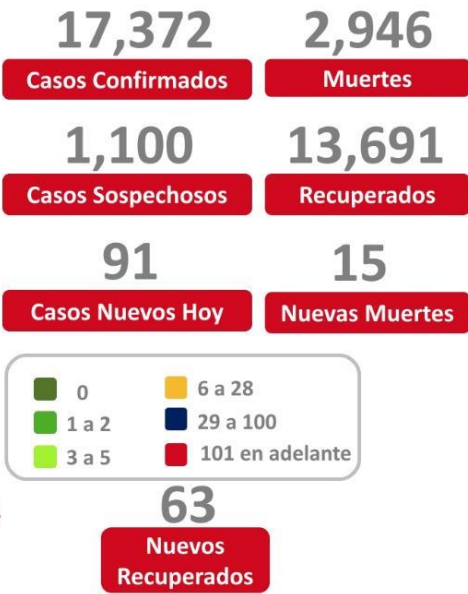 17,372 2,946
Casos Confirmados Muertes
1,100 13,691
Casos Sospechosos Recuperados
91 15
Casos Nuevos Hoy Nuevas Muertes
0 6 a 28
1 a 2 29 a 100
3 a 5 101 en adelante
63
Nuevos
Recuperados